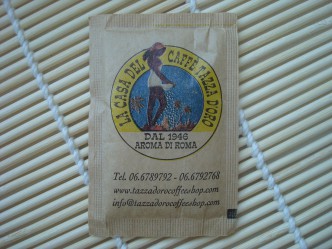 LA CASA DEL CAFFÈ TAZZA D'ORO
DAL 1946
AROMA DI ROMA
Tel. 06.6789792 - 06.6792768
www.tazzadorocoffeeshop.com
info@tazzadorocoffeeshop.com